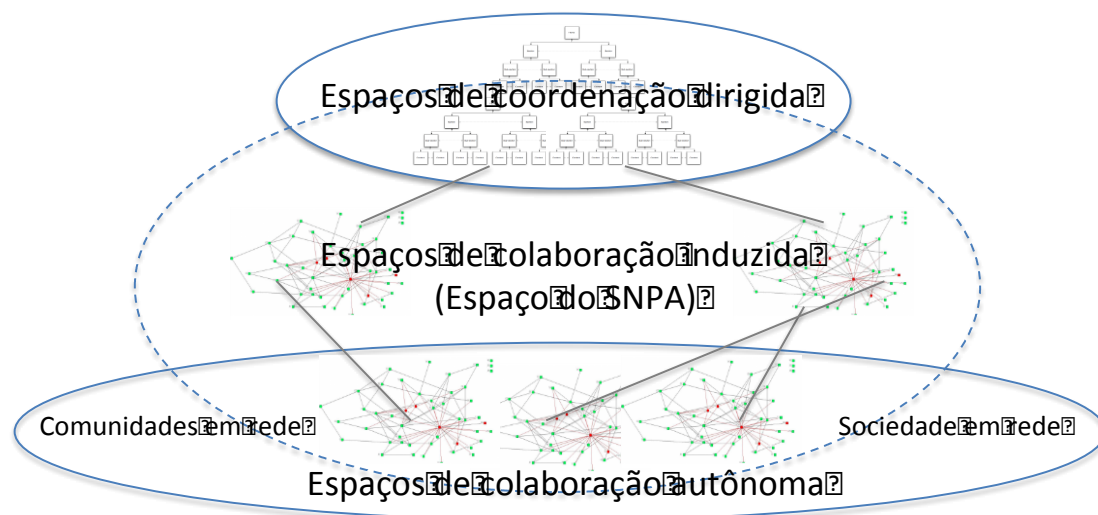 Espaços de coordenação dirigida
Espaços de colaboração induzida
(Espaço do SNPA)
Comunidades em rede
Sociedade em rede
Espaços de colaboração autônoma